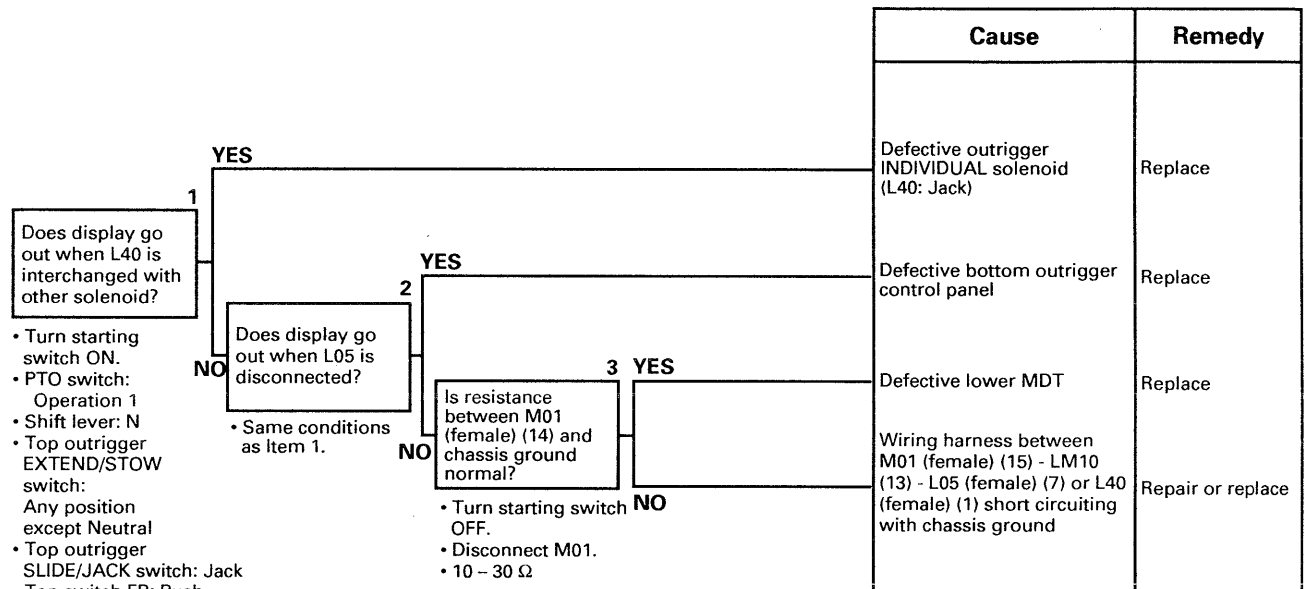 Cause
Remedy
YES
Defective outrigger
INDIVIDUAL solenoid
(L40: Jack)
Replace
1
Does display go
out when L40 is
interchanged with
other solenoid?
• Turn starting
switch ON.
• PTO switch:
Operation 1
• Shift lever: N
• Top outrigger
EXTEND/STOW
switch:
Any position
except Neutral
• Top outrigger
SLIDE/JACK switch: Jack
NO
YES
Defective bottom outrigger
control panel
Replace
2
Does display go
out when L05 is
disconnected?
• Same conditions
as Item 1.
NO
3
YES
Defective lower MDT
Replace
Is resistance
between M01
(female) (14) and
chassis ground
normal?
• Turn starting switch
OFF.
• Disconnect M01.
• 10 – 30 Ω
NO
Wiring harness between
M01 (female) (15) - LM10
(13) - L05 (female) (7) or L40
(female) (1) short circuiting
with chassis ground
Repair or replace